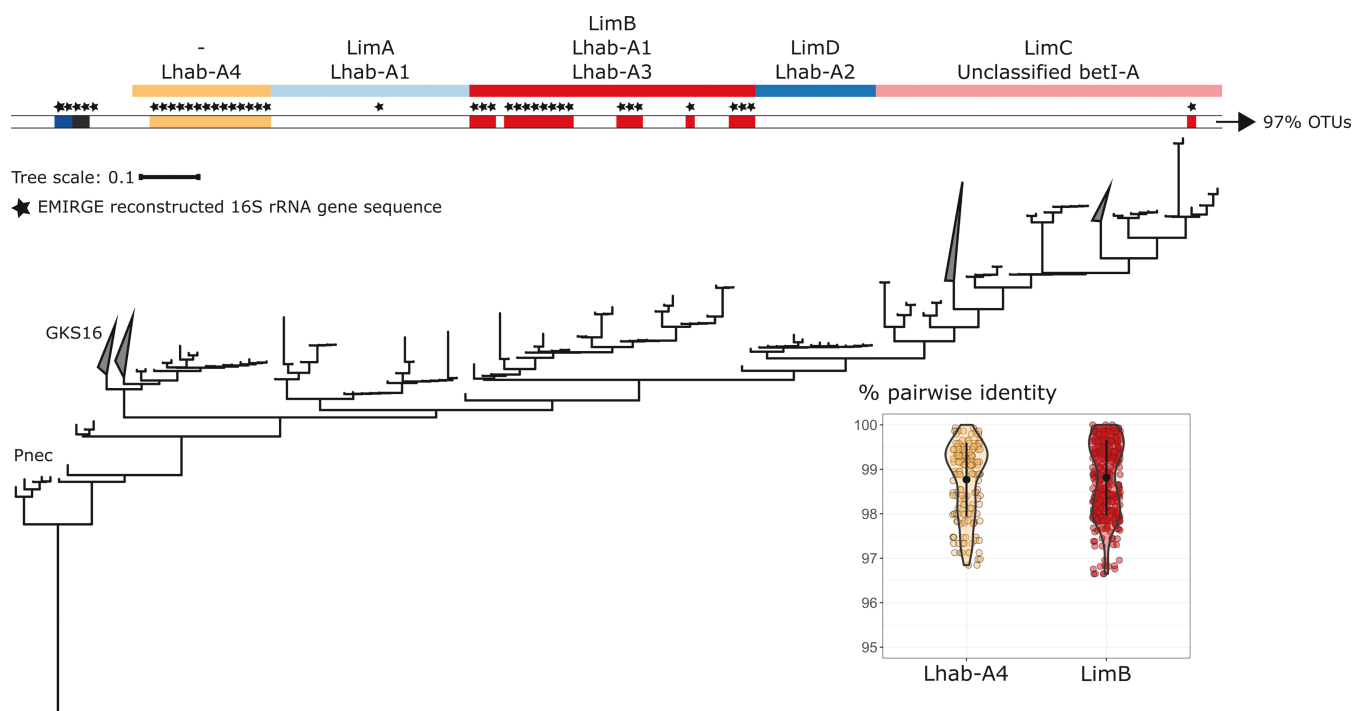 LimB
- LimA Lhab-A1 LimD LimC
Lhab-A4 Lhab-A1 Lhab-A3 Lhab-A2 Unclassified betI-A
97% OTUs
Tree scale: 0.1
EMIRGE reconstructed 16S rRNA gene sequence
GKS16
Pnec
% pairwise identity
100
99
98
97
96
95
Lhab-A4 LimB